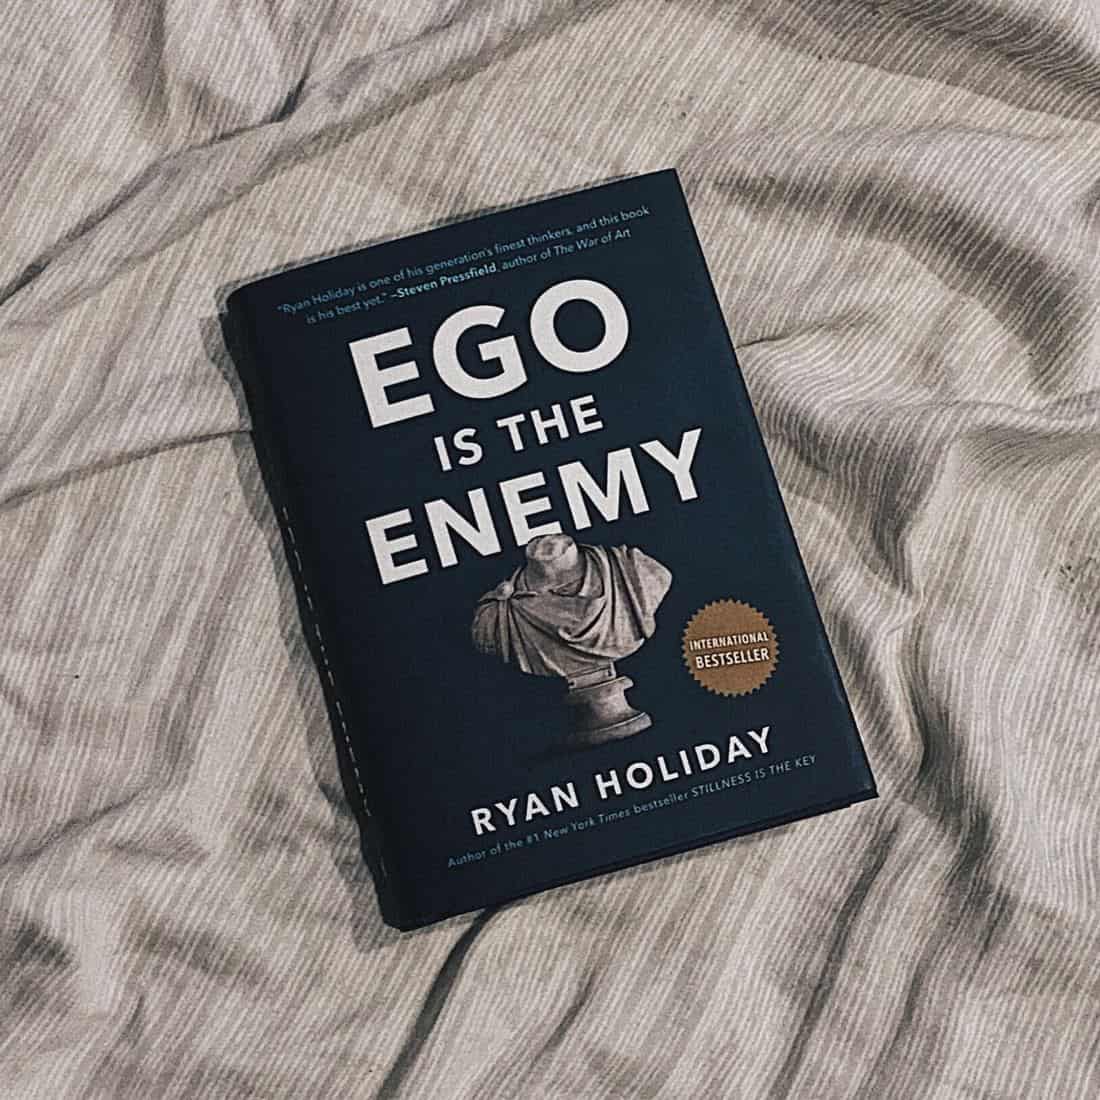 "Ryan Holiday is one of his generation's finest thinkers, and this book
is his best yet." —Steven Pressfield, author of The War of Art
EGO
IS THE
ENEMY
INTERNATIONAL
BESTSELLER
RYAN HOLIDAY
Author of the #1 New York Times bestseller STILLNESS IS THE KEY